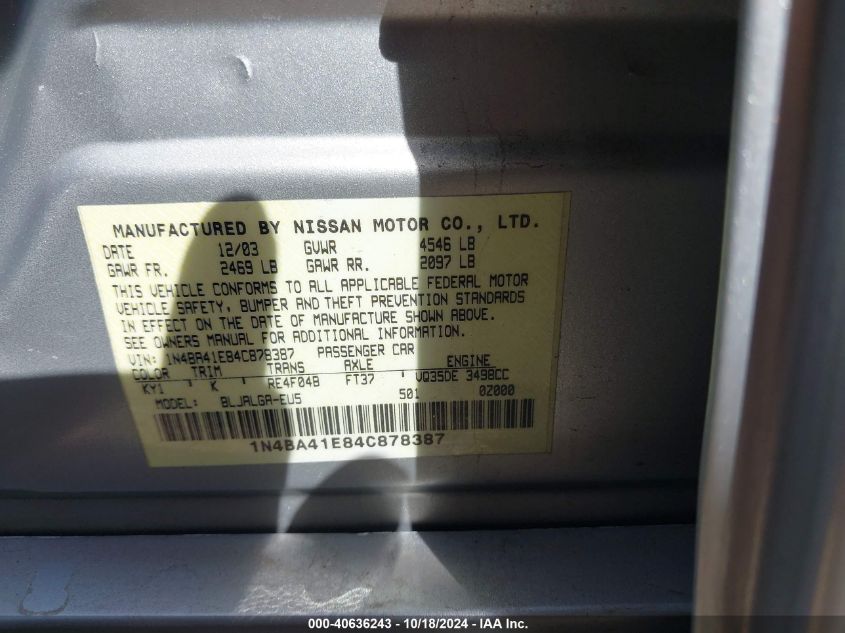 MANUFACTURED BY NISSAN MOTOR CO., LTD.
DATE 12/03 GVWR 4546 LB
GAWR FR. 2469 LB GAWR RR. 2097 LB
THIS VEHICLE CONFORMS TO ALL APPLICABLE FEDERAL MOTOR
VEHICLE SAFETY, BUMPER AND THEFT PREVENTION STANDARDS
IN EFFECT ON THE DATE OF MANUFACTURE SHOWN ABOVE.
SEE OWNERS MANUAL FOR ADDITIONAL INFORMATION.
VIN: 1N4BA41E84C878387 PASSENGER CAR
COLOR TRIM TRANS AXLE ENGINE
KY1 K RE4F04B FT37 VQ35DE 3498CC
MODEL: BLJALGA-EU5 501 0Z000
1N4BA41E84C878387
000-40636243 - 10/18/2024 - IAA Inc.